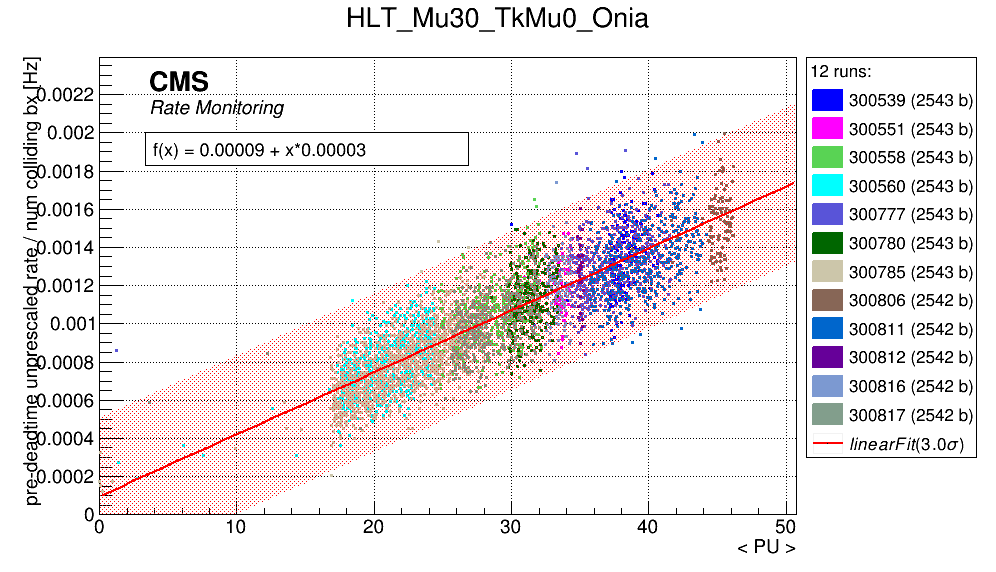 HLT_Mu30_TkMu0_Onia
pre-deadtime unprescaled rate / num colliding bx [Hz]
CMS
Rate Monitoring
f(x) = 0.00009 + x*0.00003
0.0022
0.002
0.0018
0.0016
0.0014
0.0012
0.001
0.0008
0.0006
0.0004
0.0002
0
0 10 20 30 40 50
< PU >
12 runs:
300539 (2543 b)
300551 (2543 b)
300558 (2543 b)
300560 (2543 b)
300777 (2543 b)
300780 (2543 b)
300785 (2543 b)
300806 (2542 b)
300811 (2542 b)
300812 (2542 b)
300816 (2542 b)
300817 (2542 b)
linearFit(3.0σ)